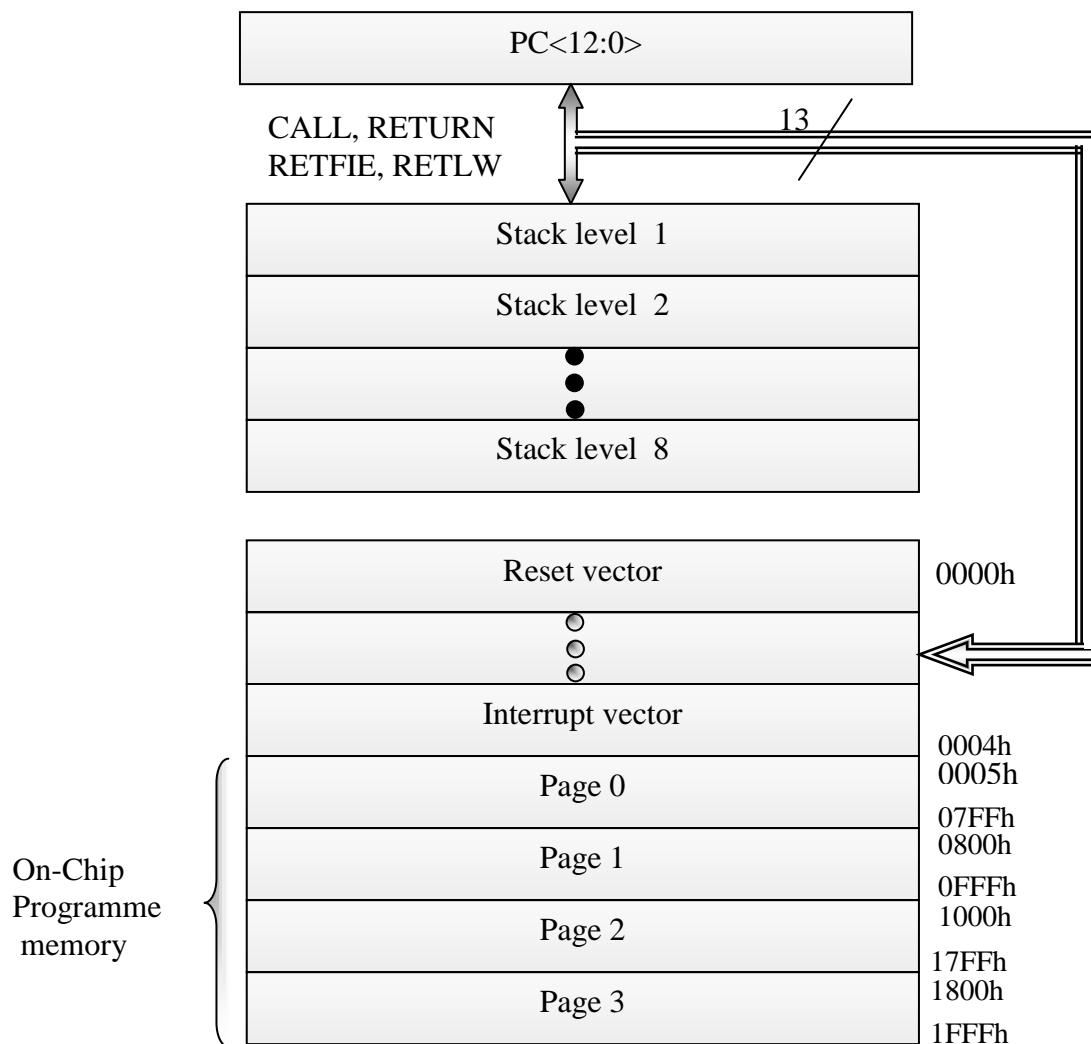 PC<12:0>
13
CALL, RETURN
RETFIE, RETLW
Stack level 1
Stack level 2
Stack level 8
Reset vector
0000h
Interrupt vector
0004h
0005h
Page 0
07FFh
0800h
Page 1
0FFFh
1000h
Page 2
17FFh
1800h
Page 3
1FFFh
On-Chip
Programme
memory